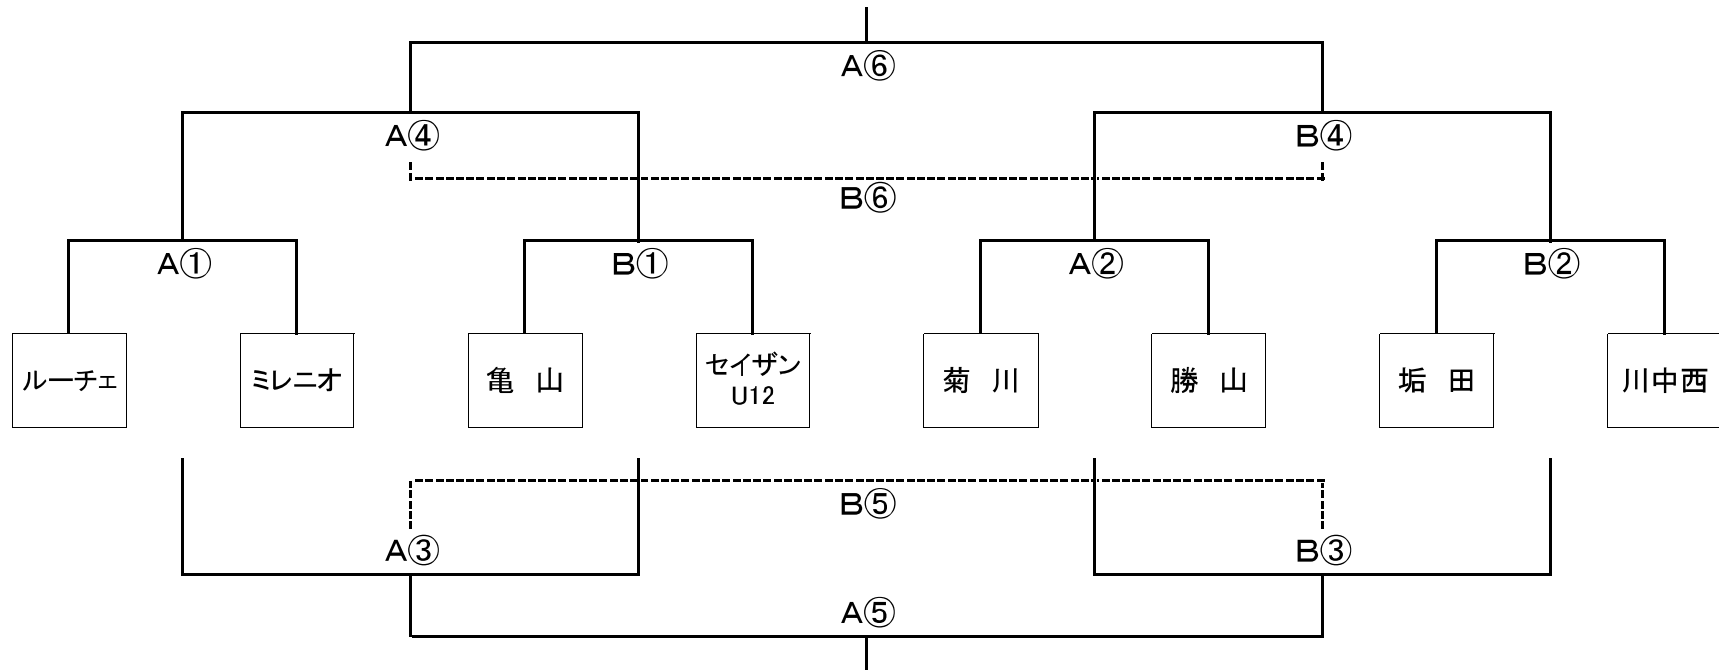 A⑥
A④
B④
B⑥
A①
B①
A②
B②
ルーチェ
ミレニオ
亀 山
セイザン
U12
菊 川
勝 山
垢 田
川中西
B⑤
A③
B③
A⑤